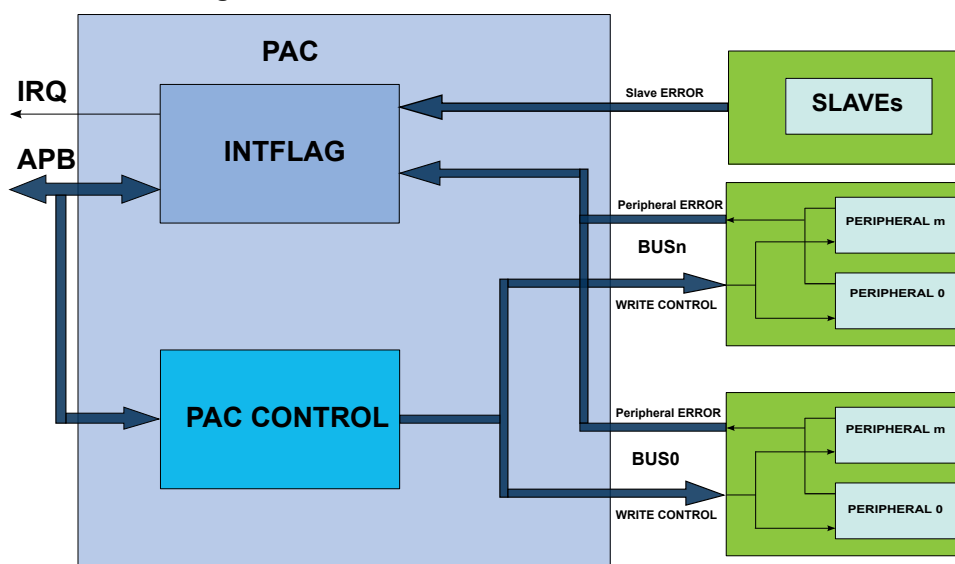 PAC
IRQ
INTFLAG
APB
Slave ERROR
SLAVEs
Peripheral ERROR
BUSn
WRITE CONTROL
PERIPHERAL m
PERIPHERAL 0
PAC CONTROL
Peripheral ERROR
BUS0
WRITE CONTROL
PERIPHERAL m
PERIPHERAL 0